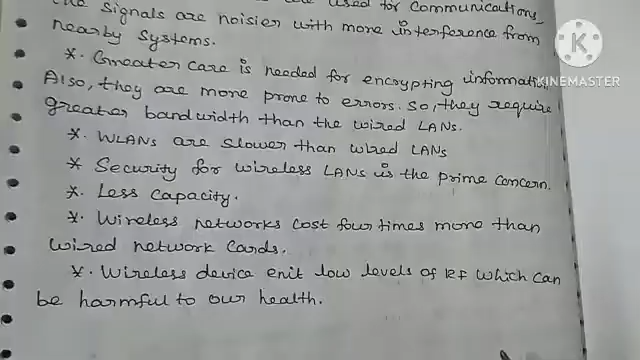 the signals are noisier with more interference from
nearby systems.
*. Greater care is needed for encrypting information
Also, they are more prone to errors. so, they require
greater bandwidth than the wired LANs.
*. WLANs are slower than wired LANs
* Security for wireless LANs is the prime concern.
*. Less capacity.
*. Wireless networks cost four times more than
wired network cards.
*. Wireless device emit low levels of RF which can
be harmful to our health.
KINEMASTER